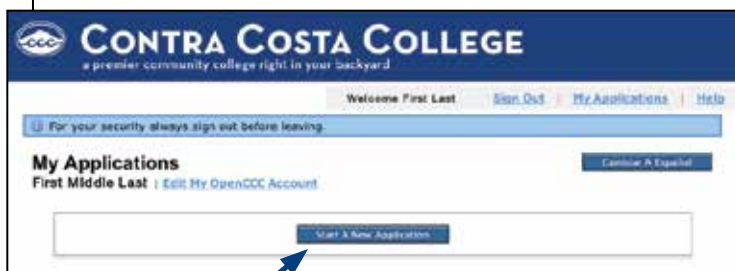 CONTRA COSTA COLLEGE
a premier community college right in your backyard
Welcome First Last Sign Out | My Applications | Help
For your security always sign out before leaving.
My Applications
Cambiar A Español
First Middle Last | Edit My OpenCCC Account
Start A New Application